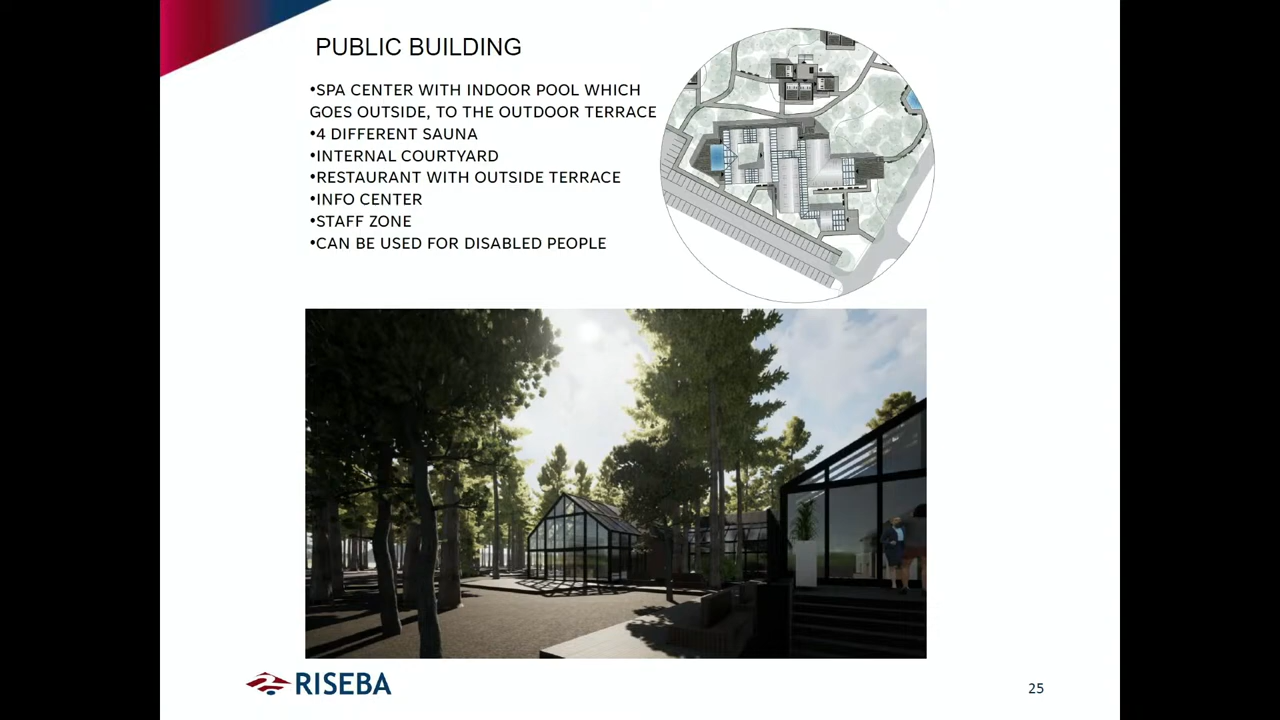 PUBLIC BUILDING
•SPA CENTER WITH INDOOR POOL WHICH
GOES OUTSIDE, TO THE OUTDOOR TERRACE
•4 DIFFERENT SAUNA
•INTERNAL COURTYARD
•RESTAURANT WITH OUTSIDE TERRACE
•INFO CENTER
•STAFF ZONE
•CAN BE USED FOR DISABLED PEOPLE
RISEBA
25